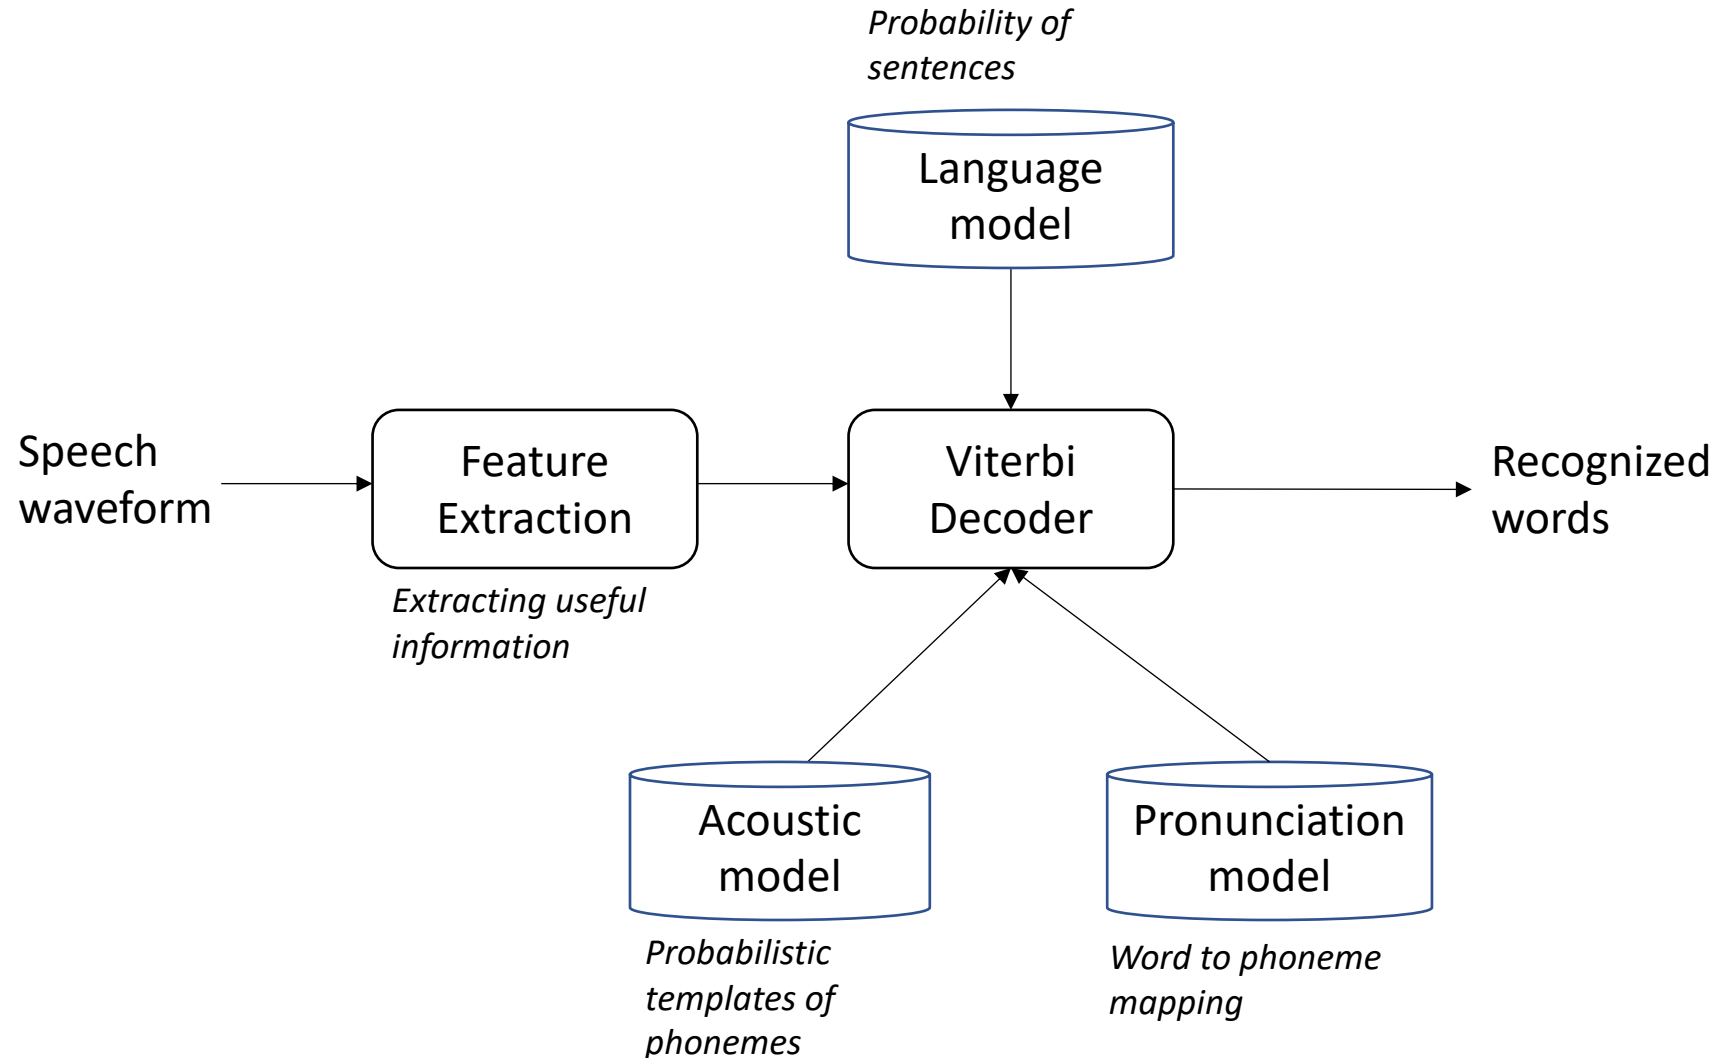 Probability of
sentences
Language
model
Speech
waveform
Feature
Extraction
Viterbi
Decoder
Recognized
words
Extracting useful
information
Acoustic
model
Pronunciation
model
Probabilistic
templates of
phonemes
Word to phoneme
mapping